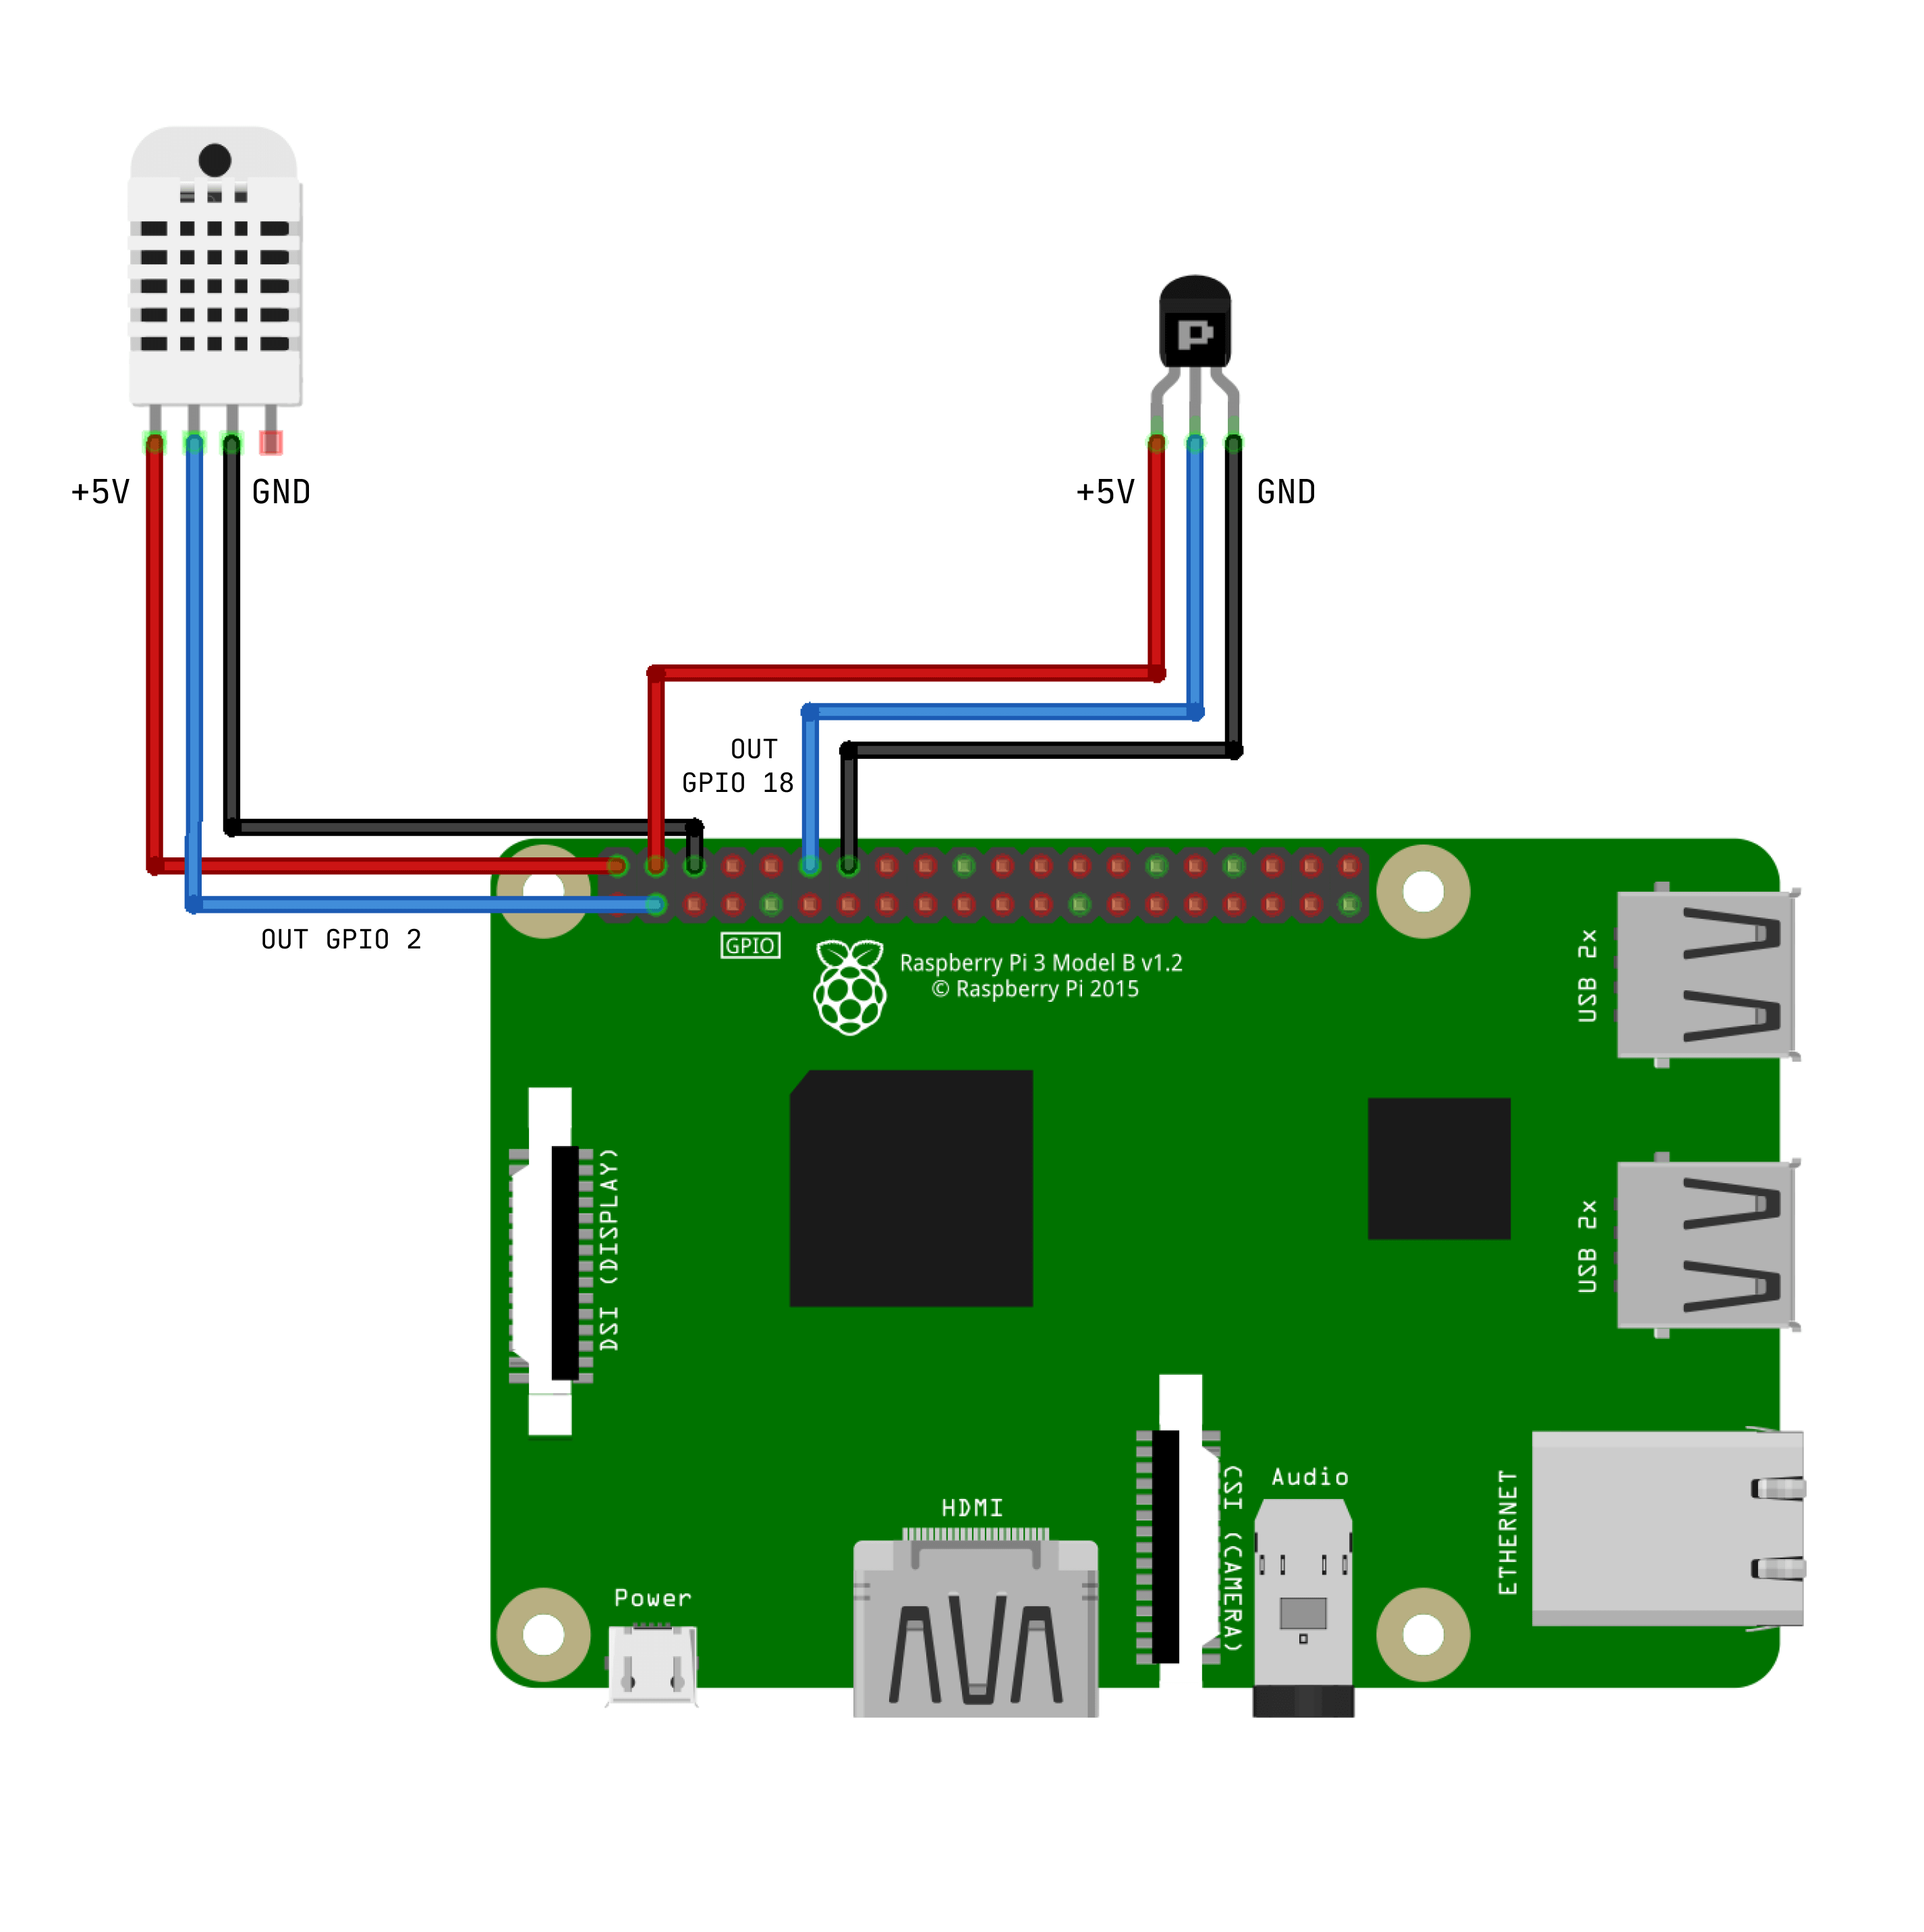 P
+5V
GND
+5V
GND
OUT
GPIO 18
OUT GPIO 2
GPIO
Raspberry Pi 3 Model B v1.2
© Raspberry Pi 2015
USB 2x
DSI (DISPLAY)
USB 2x
HDMI
CSI (CAMERA)
Audio
ETHERNET
Power